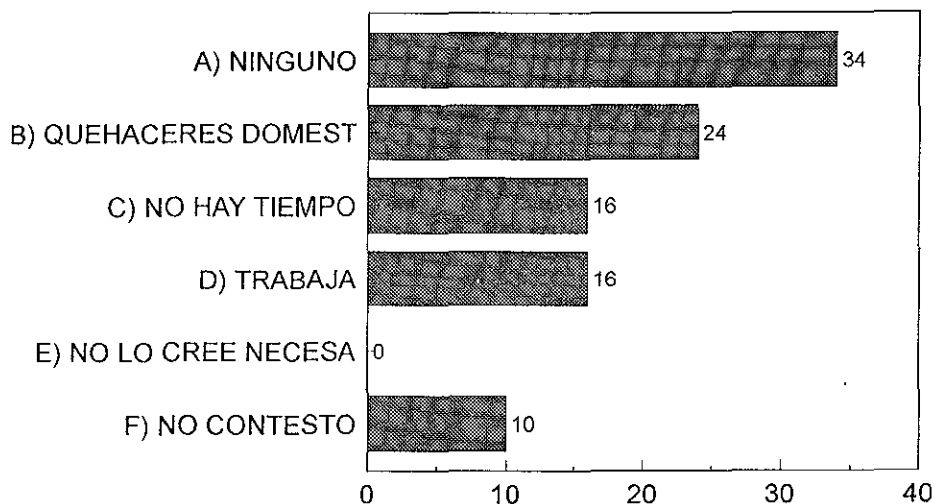 A) NINGUNO 34
B) QUEHACERES DOMEST 24
C) NO HAY TIEMPO 16
D) TRABAJA 16
E) NO LO CREE NECESA 0
F) NO CONTESTO 10
0 10 20 30 40